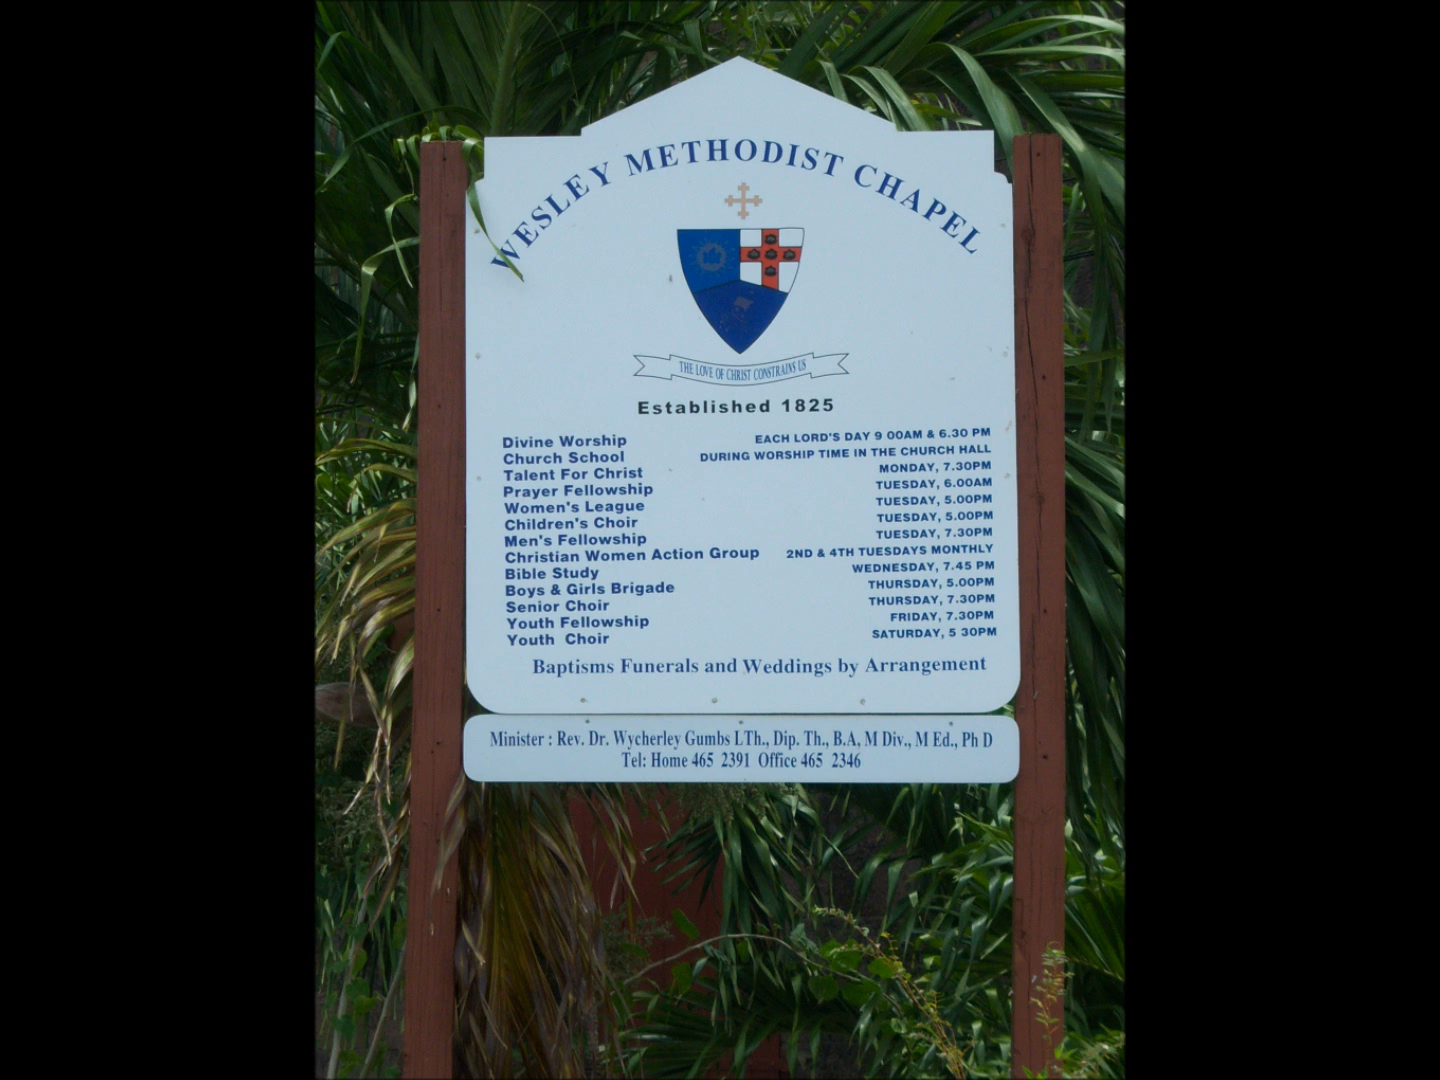 WESLEY METHODIST CHAPEL
THE LOVE OF CHRIST CONSTRAINS US
Established 1825
Divine Worship EACH LORD'S DAY 9 00AM & 6.30 PM
Church School DURING WORSHIP TIME IN THE CHURCH HALL
Talent For Christ MONDAY, 7.30PM
Prayer Fellowship TUESDAY, 6.00AM
Women's League TUESDAY, 5.00PM
Children's Choir TUESDAY, 5.00PM
Men's Fellowship TUESDAY, 7.30PM
Christian Women Action Group 2ND & 4TH TUESDAYS MONTHLY
Bible Study WEDNESDAY, 7.45 PM
Boys & Girls Brigade THURSDAY, 5.00PM
Senior Choir THURSDAY, 7.30PM
Youth Fellowship FRIDAY, 7.30PM
Youth Choir SATURDAY, 5 30PM
Baptisms Funerals and Weddings by Arrangement
Minister : Rev. Dr. Wycherley Gumbs LTh., Dip. Th., B.A, M Div., M Ed., Ph D
Tel: Home 465 2391 Office 465 2346